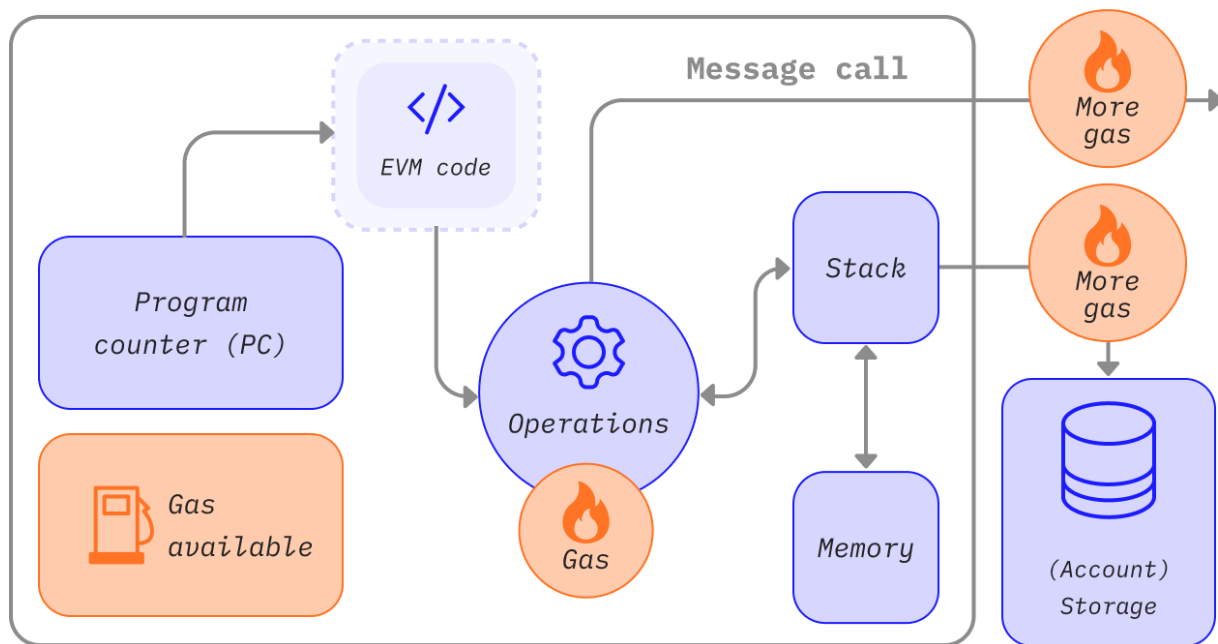 Message call
More
gas
</>
EVM code
Program
counter (PC)
Stack
More
gas
Operations
Gas
available
Gas
Memory
(Account)
Storage